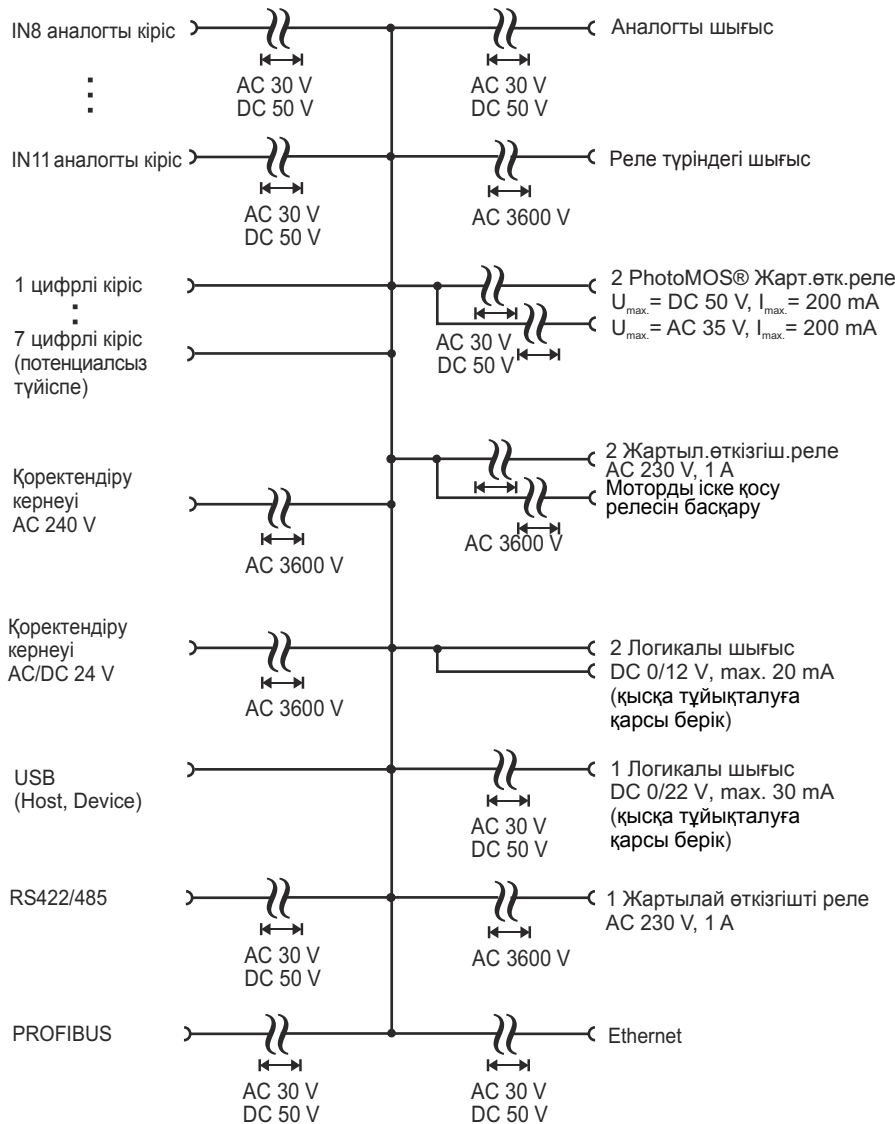 IN8 аналогты кіріс
AC 30 V
DC 50 V
Аналогты шығыс
AC 30 V
DC 50 V
IN11 аналогты кіріс
AC 30 V
DC 50 V
Реле түріндегі шығыс
AC 3600 V
1 цифрлі кіріс
7 цифрлі кіріс
(потенциалсыз
түйіспе)
2 PhotoMOS® Жарт.өтк.реле
Umax.= DC 50 V, Imax.= 200 mA
Umax.= AC 35 V, Imax.= 200 mA
AC 30 V
DC 50 V
Қоректендіру
кернеуі
AC 240 V
AC 3600 V
2 Жартыл.өткізгіш.реле
AC 230 V, 1 A
Моторды іске қосу
релесін басқару
AC 3600 V
Қоректендіру
кернеуі
AC/DC 24 V
AC 3600 V
2 Логикалы шығыс
DC 0/12 V, max. 20 mA
(қысқа тұйықталуға
қарсы берік)
USB
(Host, Device)
1 Логикалы шығыс
DC 0/22 V, max. 30 mA
(қысқа тұйықталуға
қарсы берік)
AC 30 V
DC 50 V
RS422/485
AC 30 V
DC 50 V
1 Жартылай өткізгішті реле
AC 230 V, 1 A
AC 3600 V
PROFIBUS
AC 30 V
DC 50 V
Ethernet
AC 30 V
DC 50 V